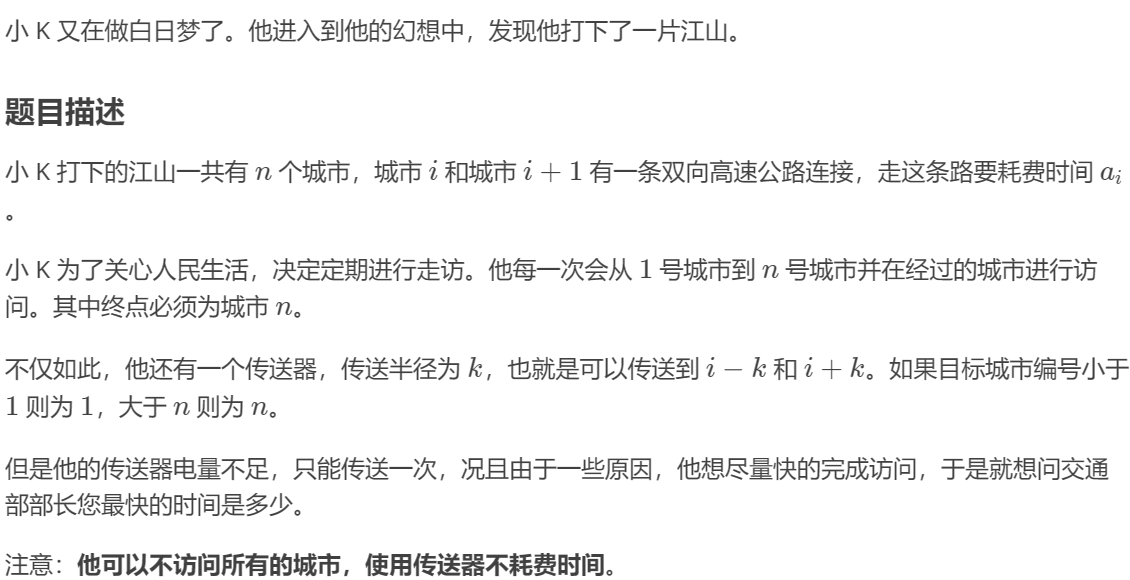 小 K 又在做白日梦了。他进入到他的幻想中，发现他打下了一片江山。
题目描述
小 K 打下的江山一共有 n 个城市，城市 i 和城市 i + 1 有一条双向高速公路连接，走这条路要耗费时间 a_i
。
小 K 为了关心人民生活，决定定期进行走访。他每一次会从 1 号城市到 n 号城市并在经过的城市进行访
问。其中终点必须为城市 n。
不仅如此，他还有一个传送器，传送半径为 k，也就是可以传送到 i − k 和 i + k。如果目标城市编号小于
1 则为 1，大于 n 则为 n。
但是他的传送器电量不足，只能传送一次，况且由于一些原因，他想尽量快的完成访问，于是就想问交通
部部长您最快的时间是多少。
注意：他可以不访问所有的城市，使用传送器不耗费时间。